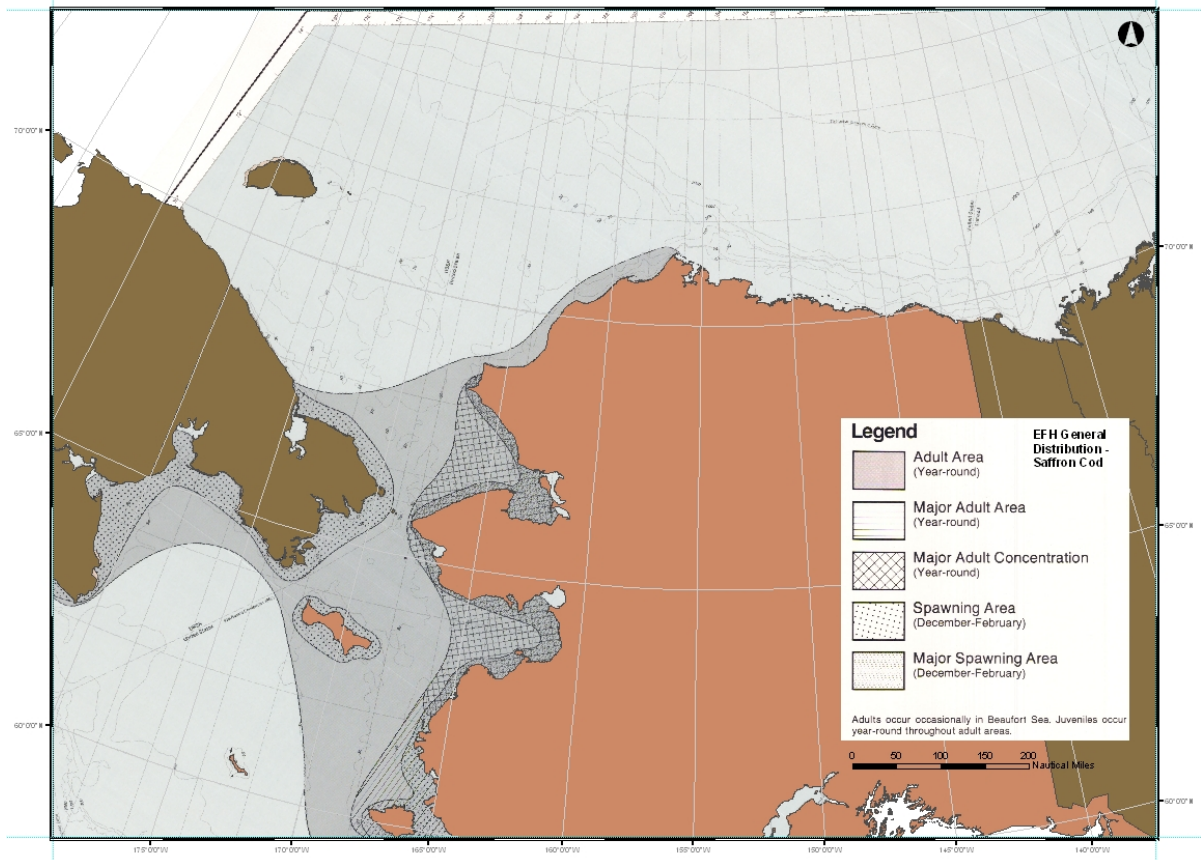 70°0'0"N
65°0'0"N
60°0'0"N
70°0'0"N
65°0'0"N
60°0'0"N
Legend
EFH General
Distribution -
Saffron Cod
Adult Area
(Year-round)
Major Adult Area
(Year-round)
Major Adult Concentration
(Year-round)
Spawning Area
(December-February)
Major Spawning Area
(December-February)
Adults occur occasionally in Beaufort Sea. Juveniles occur
year-round throughout adult areas.
0 50 100 150 200
Nautical Miles
175°0'0"W 170°0'0"W 165°0'0"W 160°0'0"W 155°0'0"W 150°0'0"W 145°0'0"W 140°0'0"W